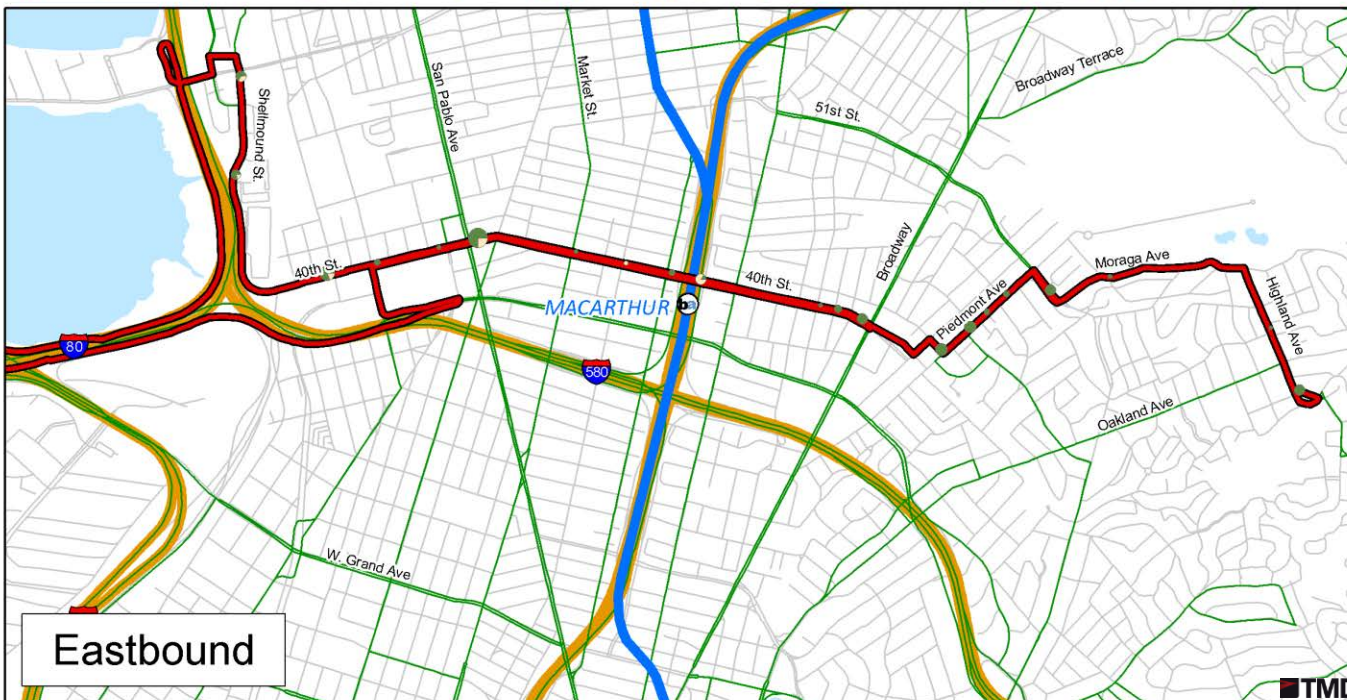 Broadway Terrace
San Pablo Ave
Market St.
51st St.
Shellmound St.
Broadway
Moraga Ave
40th St.
40th St.
Highland Ave
MACARTHUR
ba
Piedmont Ave
80
580
Oakland Ave
W. Grand Ave
Eastbound